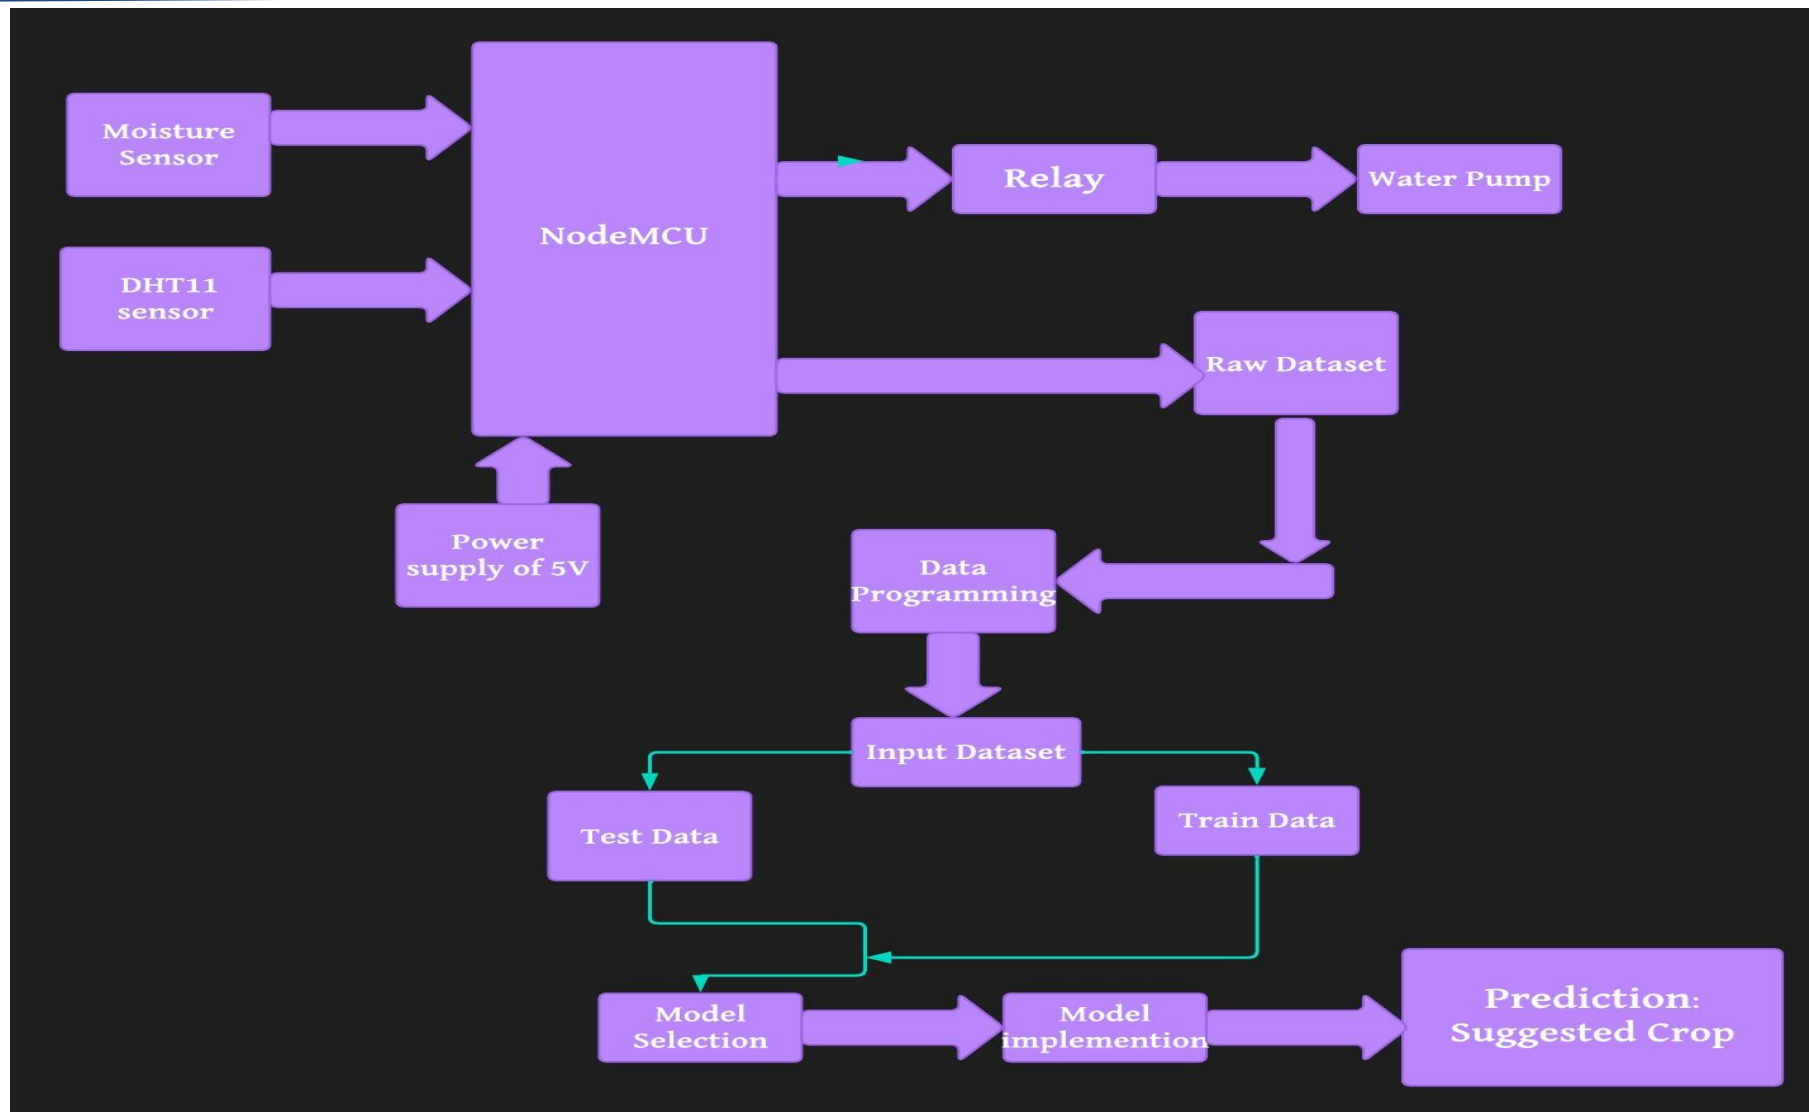 Moisture
Sensor
DHT11
sensor
NodeMCU
Relay
Water Pump
Raw Dataset
Power
supply of 5V
Data
Programming
Input Dataset
Test Data
Train Data
Model
Selection
Model
implemention
Prediction:
Suggested Crop